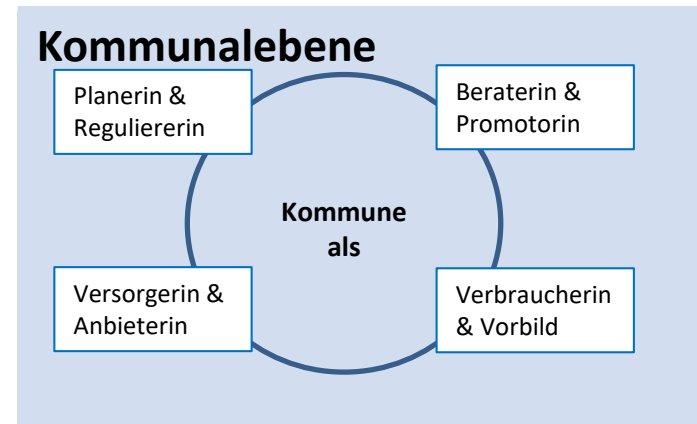 Kommunalebene
Planerin &
Reguliererin
Beraterin &
Promotorin
Kommune
als
Versorgerin &
Anbieterin
Verbraucherin
& Vorbild